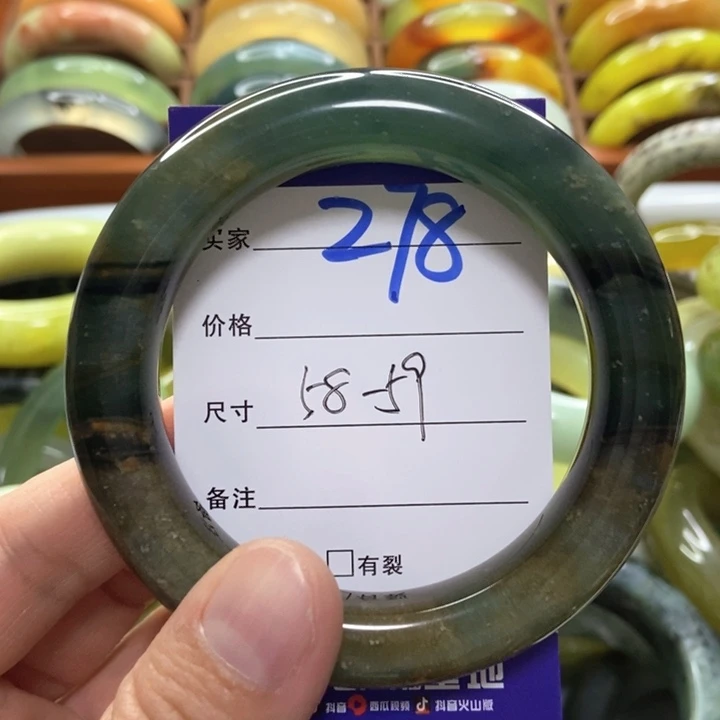 买家 278
价格
尺寸 58-59
备注
有裂
抖音 西瓜视频 抖音火山版